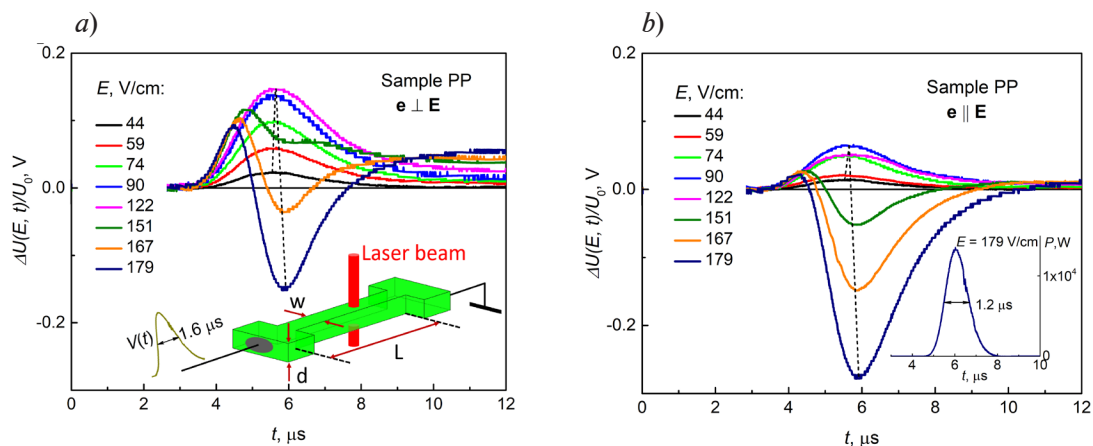 a)
0.2
0.0
-0.2
ΔU(E, t)/U₀, V
E, V/cm:
44
59
74
90
122
151
167
179
Sample PP
e ⊥ E
Laser beam
w
V(t)
1.6 μs
L
d
0 2 4 6 8 10 12
t, μs
b)
0.2
0.0
-0.2
ΔU(E, t)/U₀, V
E, V/cm:
44
59
74
90
122
151
167
179
Sample PP
e ∥ E
E = 179 V/cm P,W
1x10⁴
1.2 μs
0
4 6 8 10
t, μs
0 2 4 6 8 10 12
t, μs